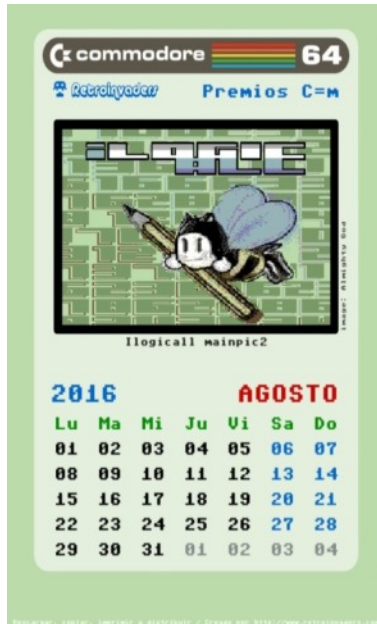 commodore 64
Retroinvaders Premios C=m
image: Almighty God
Ilogicall mainpic2
2016 AGOSTO
Lu Ma Mi Ju Vi Sa Do
01 02 03 04 05 06 07
08 09 10 11 12 13 14
15 16 17 18 19 20 21
22 23 24 25 26 27 28
29 30 31 01 02 03 04